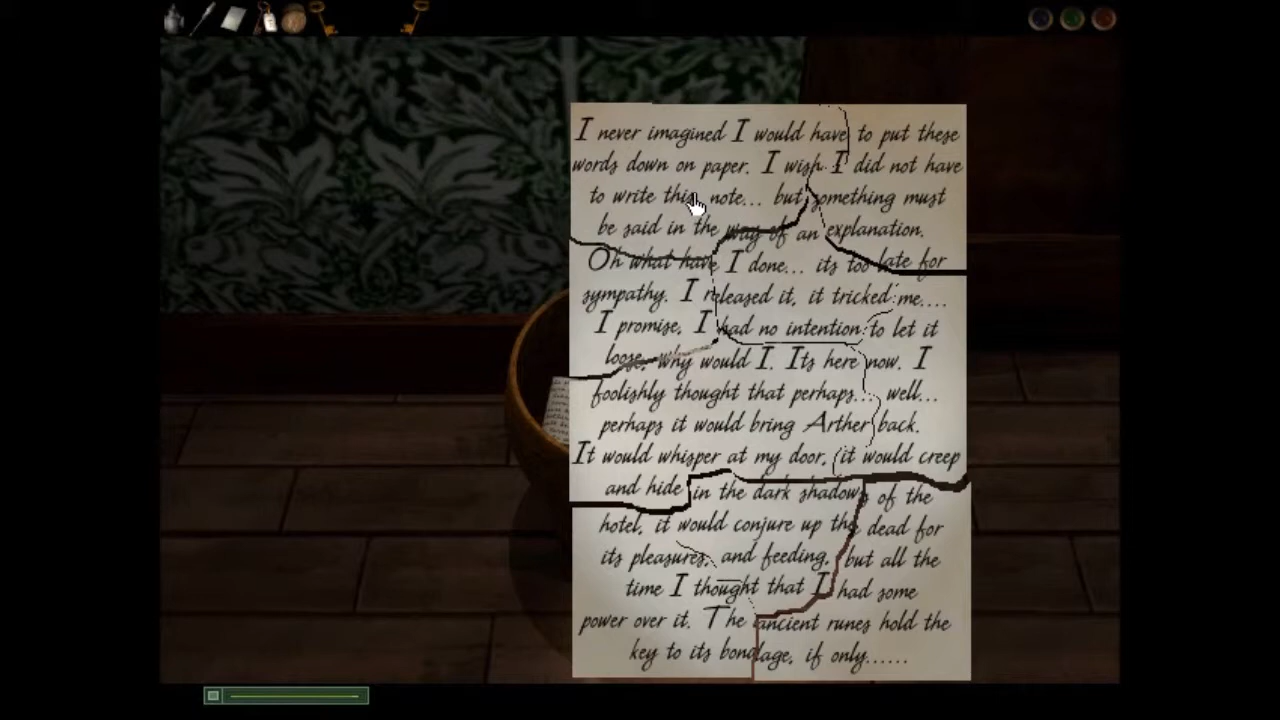 I never imagined I would have to put these
words down on paper. I wish I did not have
to write this note... but something must
be said in the way of an explanation.
Oh what have I done... its too late for
sympathy. I released it, it tricked me....
I promise, I had no intention to let it
loose, why would I. Its here now. I
foolishly thought that perhaps... well...
perhaps it would bring Arther back.
It would whisper at my door, it would creep
and hide in the dark shadows of the
hotel, it would conjure up the dead for
its pleasures, and feeding, but all the
time I thought that I had some
power over it. The ancient runes hold the
key to its bondage, if only......